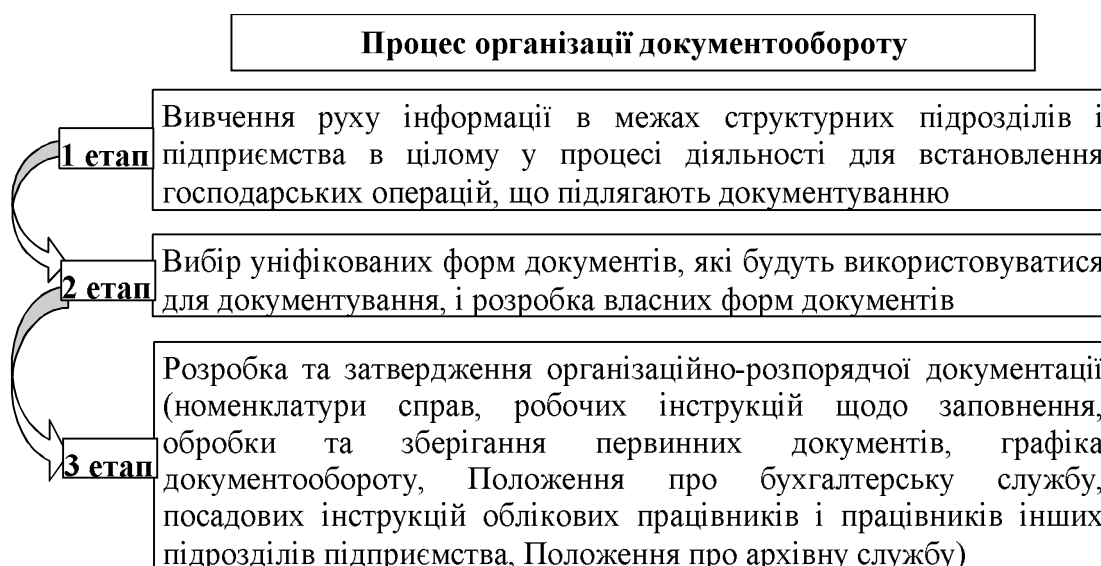 Процес організації документообороту
Вивчення руху інформації в межах структурних підрозділів і
1 етап
підприємства в цілому у процесі діяльності для встановлення
господарських операцій, що підлягають документуванню
Вибір уніфікованих форм документів, які будуть використовуватися
2 етап
для документування, і розробка власних форм документів
Розробка та затвердження організаційно-розпорядчої документації
(номенклатури справ, робочих інструкцій щодо заповнення,
обробки та зберігання первинних документів, графіка
3 етап
документообороту, Положення про бухгалтерську службу,
посадових інструкцій облікових працівників і працівників інших
підрозділів підприємства, Положення про архівну службу)